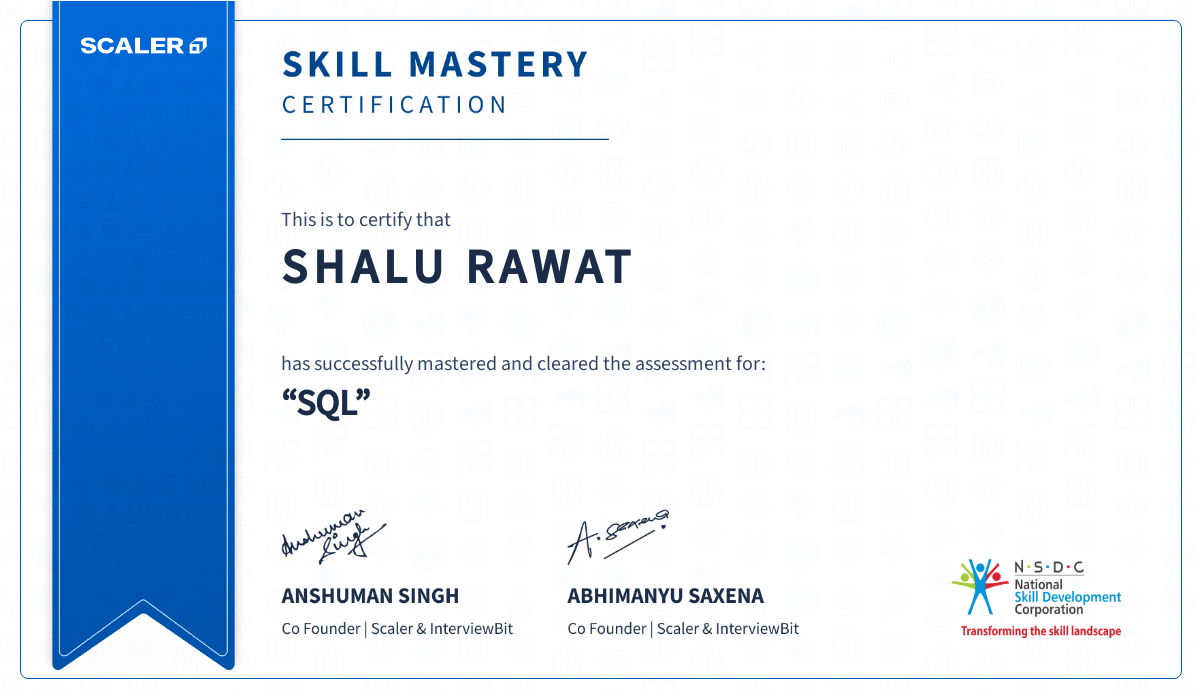 SCALER
SKILL MASTERY
CERTIFICATION
This is to certify that
SHALU RAWAT
has successfully mastered and cleared the assessment for:
“SQL”
Anshuman Singh
A. Saxena
ANSHUMAN SINGH
Co Founder | Scaler & InterviewBit
ABHIMANYU SAXENA
Co Founder | Scaler & InterviewBit
N·S·D·C
National
Skill Development
Corporation
Transforming the skill landscape